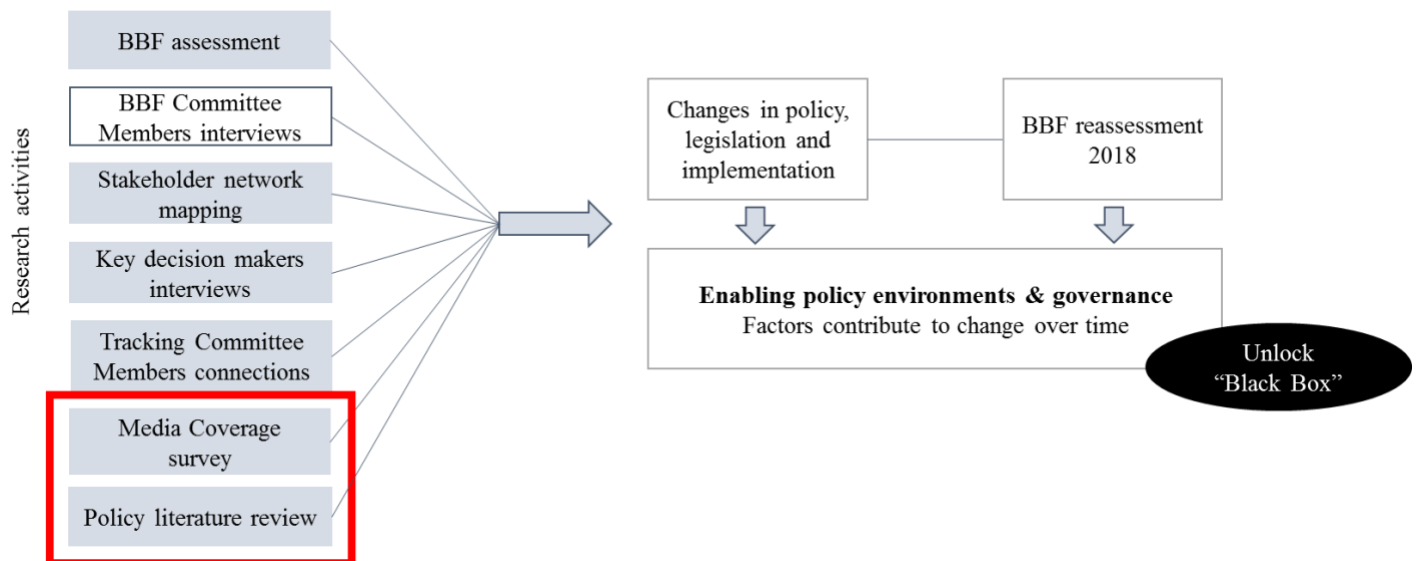 Research activities
BBF assessment
BBF Committee
Members interviews
Stakeholder network
mapping
Key decision makers
interviews
Tracking Committee
Members connections
Media Coverage
survey
Policy literature review
Changes in policy,
legislation and
implementation
BBF reassessment
2018
Enabling policy environments & governance
Factors contribute to change over time
Unlock
“Black Box”